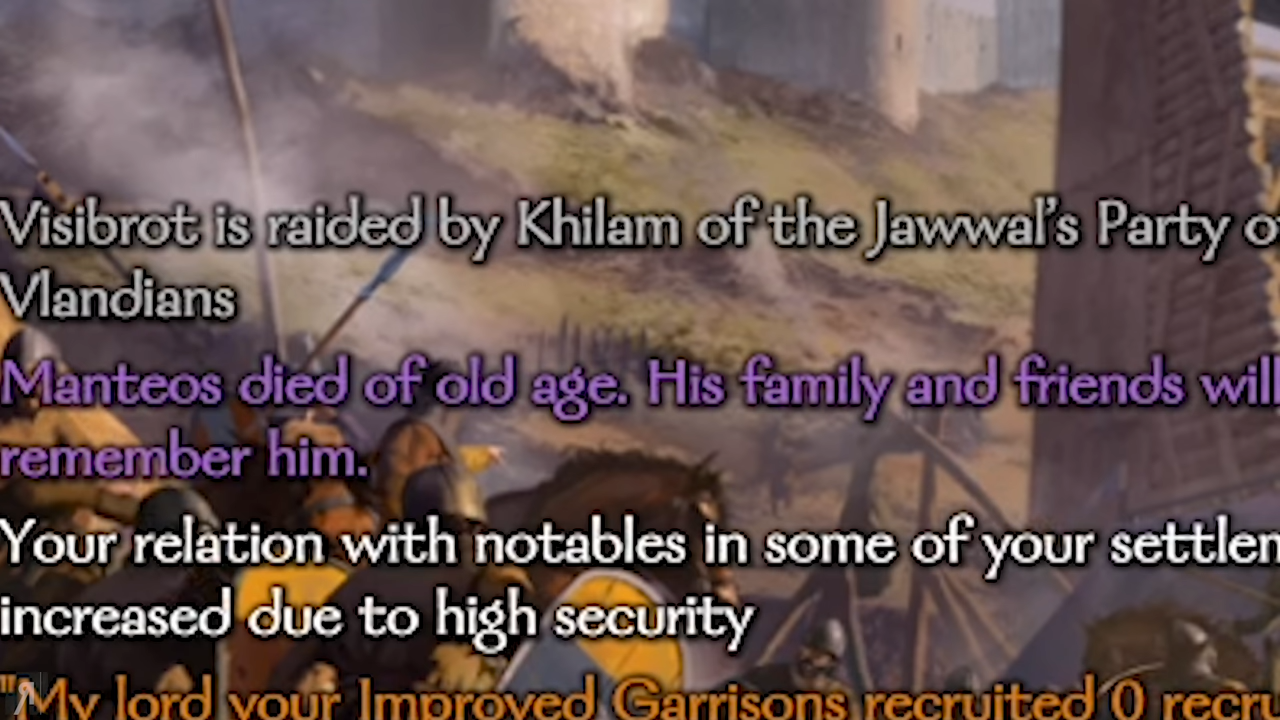 Visibrot is raided by Khilam of the Jawwal's Party o
Vlandians
Manteos died of old age. His family and friends will
remember him.
Your relation with notables in some of your settlem
increased due to high security
"My lord your Improved Garrisons recruited 0 recru